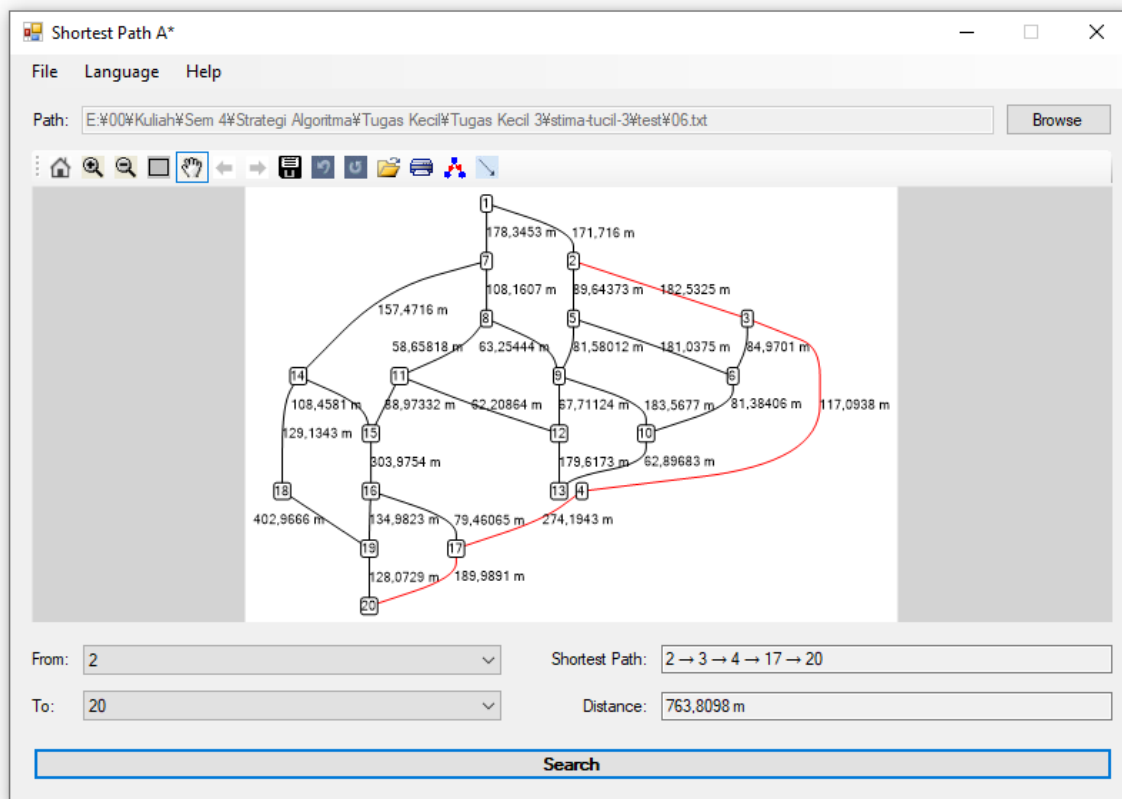 Shortest Path A*
File Language Help
Path: E:¥00¥Kuliah¥Sem 4¥Strategi Algoritma¥Tugas Kecil¥Tugas Kecil 3¥stima-tucil-3¥test¥06.txt Browse
1
178,3453 m 171,716 m
7 2
108,1607 m 89,64373 m 182,5325 m
157,4716 m
8 5 3
58,65818 m 63,25444 m 81,58012 m 181,0375 m 84,9701 m
14 11 9 6
108,4581 m 88,97332 m 62,20864 m 67,71124 m 183,5677 m 81,38406 m 117,0938 m
129,1343 m 15 12 10
303,9754 m 179,6173 m 62,89683 m
18 16 13 4
402,9666 m 134,9823 m 79,46065 m 274,1943 m
19 17
128,0729 m 189,9891 m
20
From: 2 Shortest Path: 2 → 3 → 4 → 17 → 20
To: 20 Distance: 763,8098 m
Search